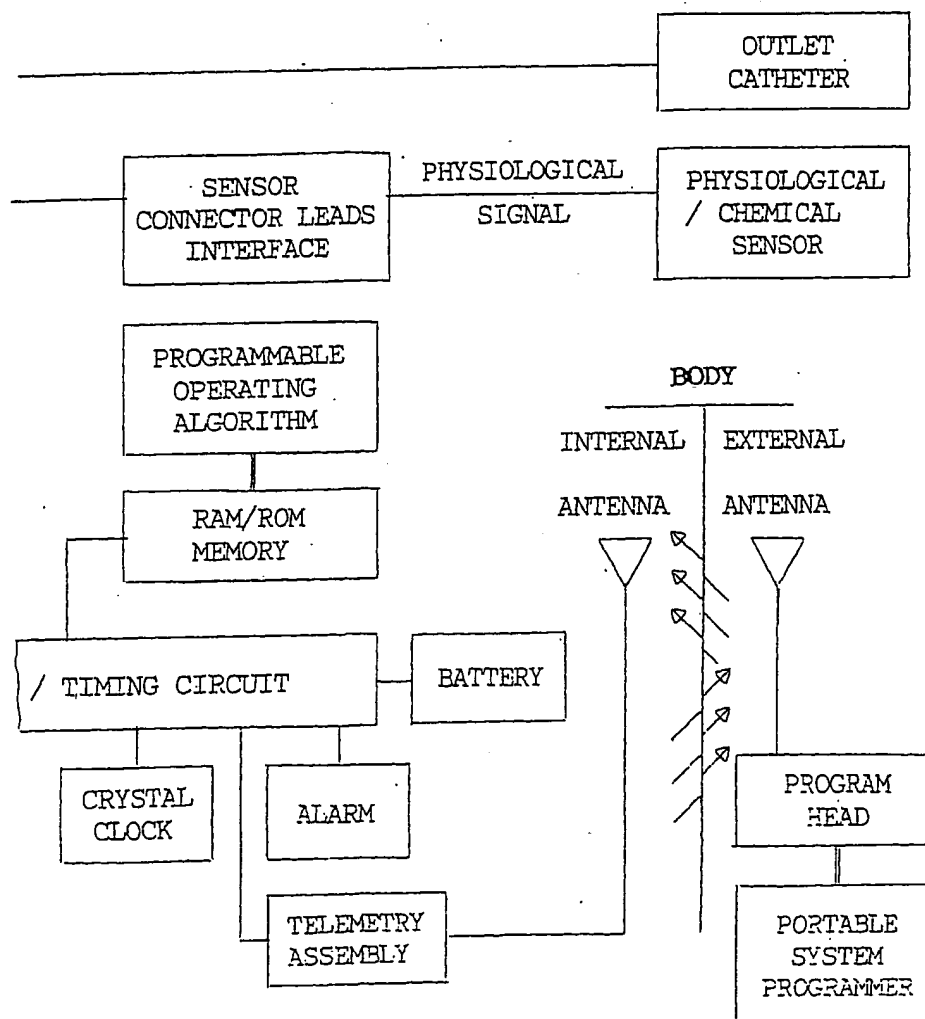 OUTLET
CATHETER
SENSOR
CONNECTOR LEADS
INTERFACE
PHYSIOLOGICAL
SIGNAL
PHYSIOLOGICAL
/ CHEMICAL
SENSOR
PROGRAMMABLE
OPERATING
ALGORITHM
RAM/ROM
MEMORY
BODY
INTERNAL
EXTERNAL
ANTENNA
ANTENNA
/ TIMING CIRCUIT
BATTERY
CRYSTAL
CLOCK
ALARM
TELEMETRY
ASSEMBLY
PROGRAM
HEAD
PORTABLE
SYSTEM
PROGRAMMER